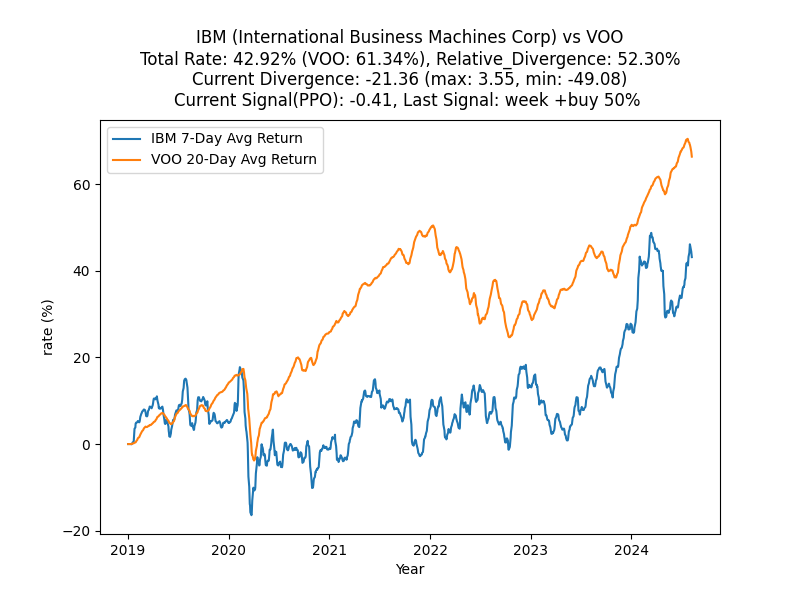 IBM (International Business Machines Corp) vs VOO
Total Rate: 42.92% (VOO: 61.34%), Relative_Divergence: 52.30%
Current Divergence: -21.36 (max: 3.55, min: -49.08)
Current Signal(PPO): -0.41, Last Signal: week +buy 50%
IBM 7-Day Avg Return
VOO 20-Day Avg Return
rate (%)
60
40
20
0
−20
2019 2020 2021 2022 2023 2024
Year